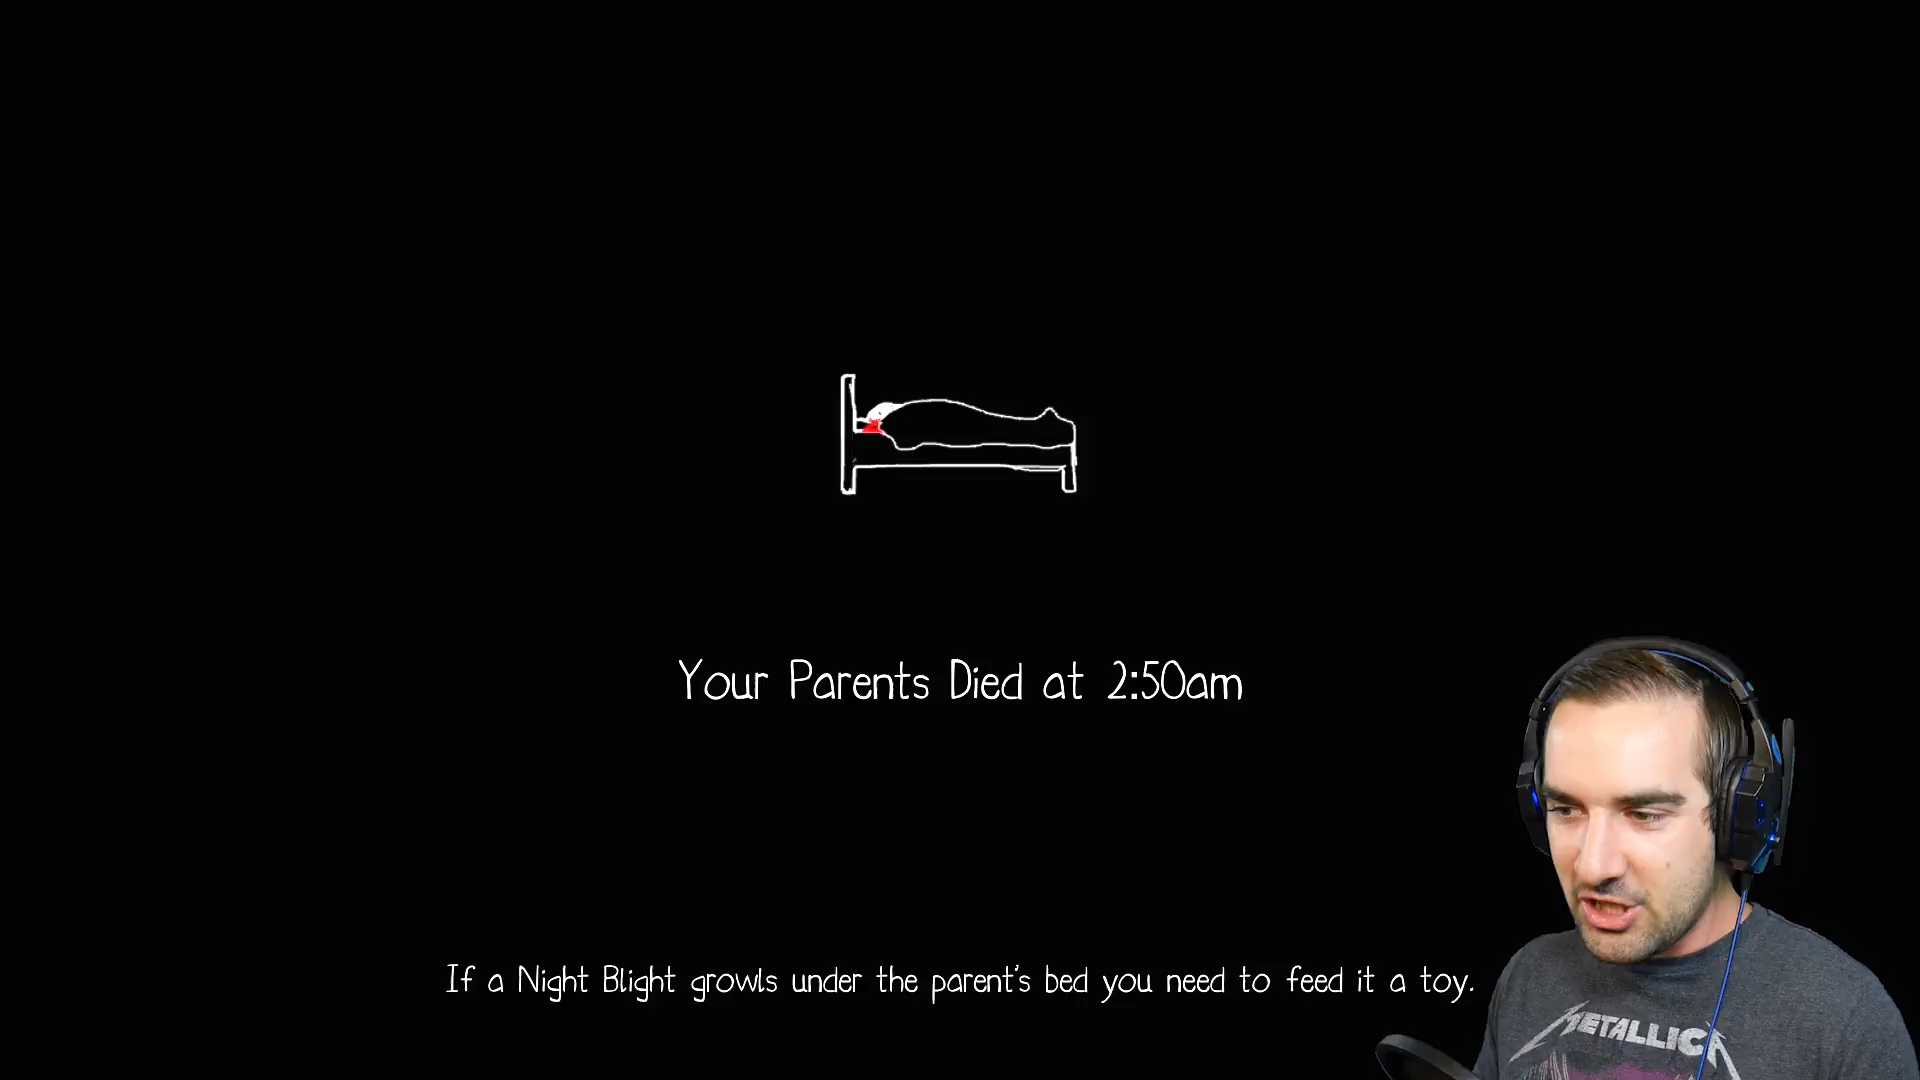 Your Parents Died at 2:50am
If a Night Blight growls under the parent's bed you need to feed it a toy.
METALLICA